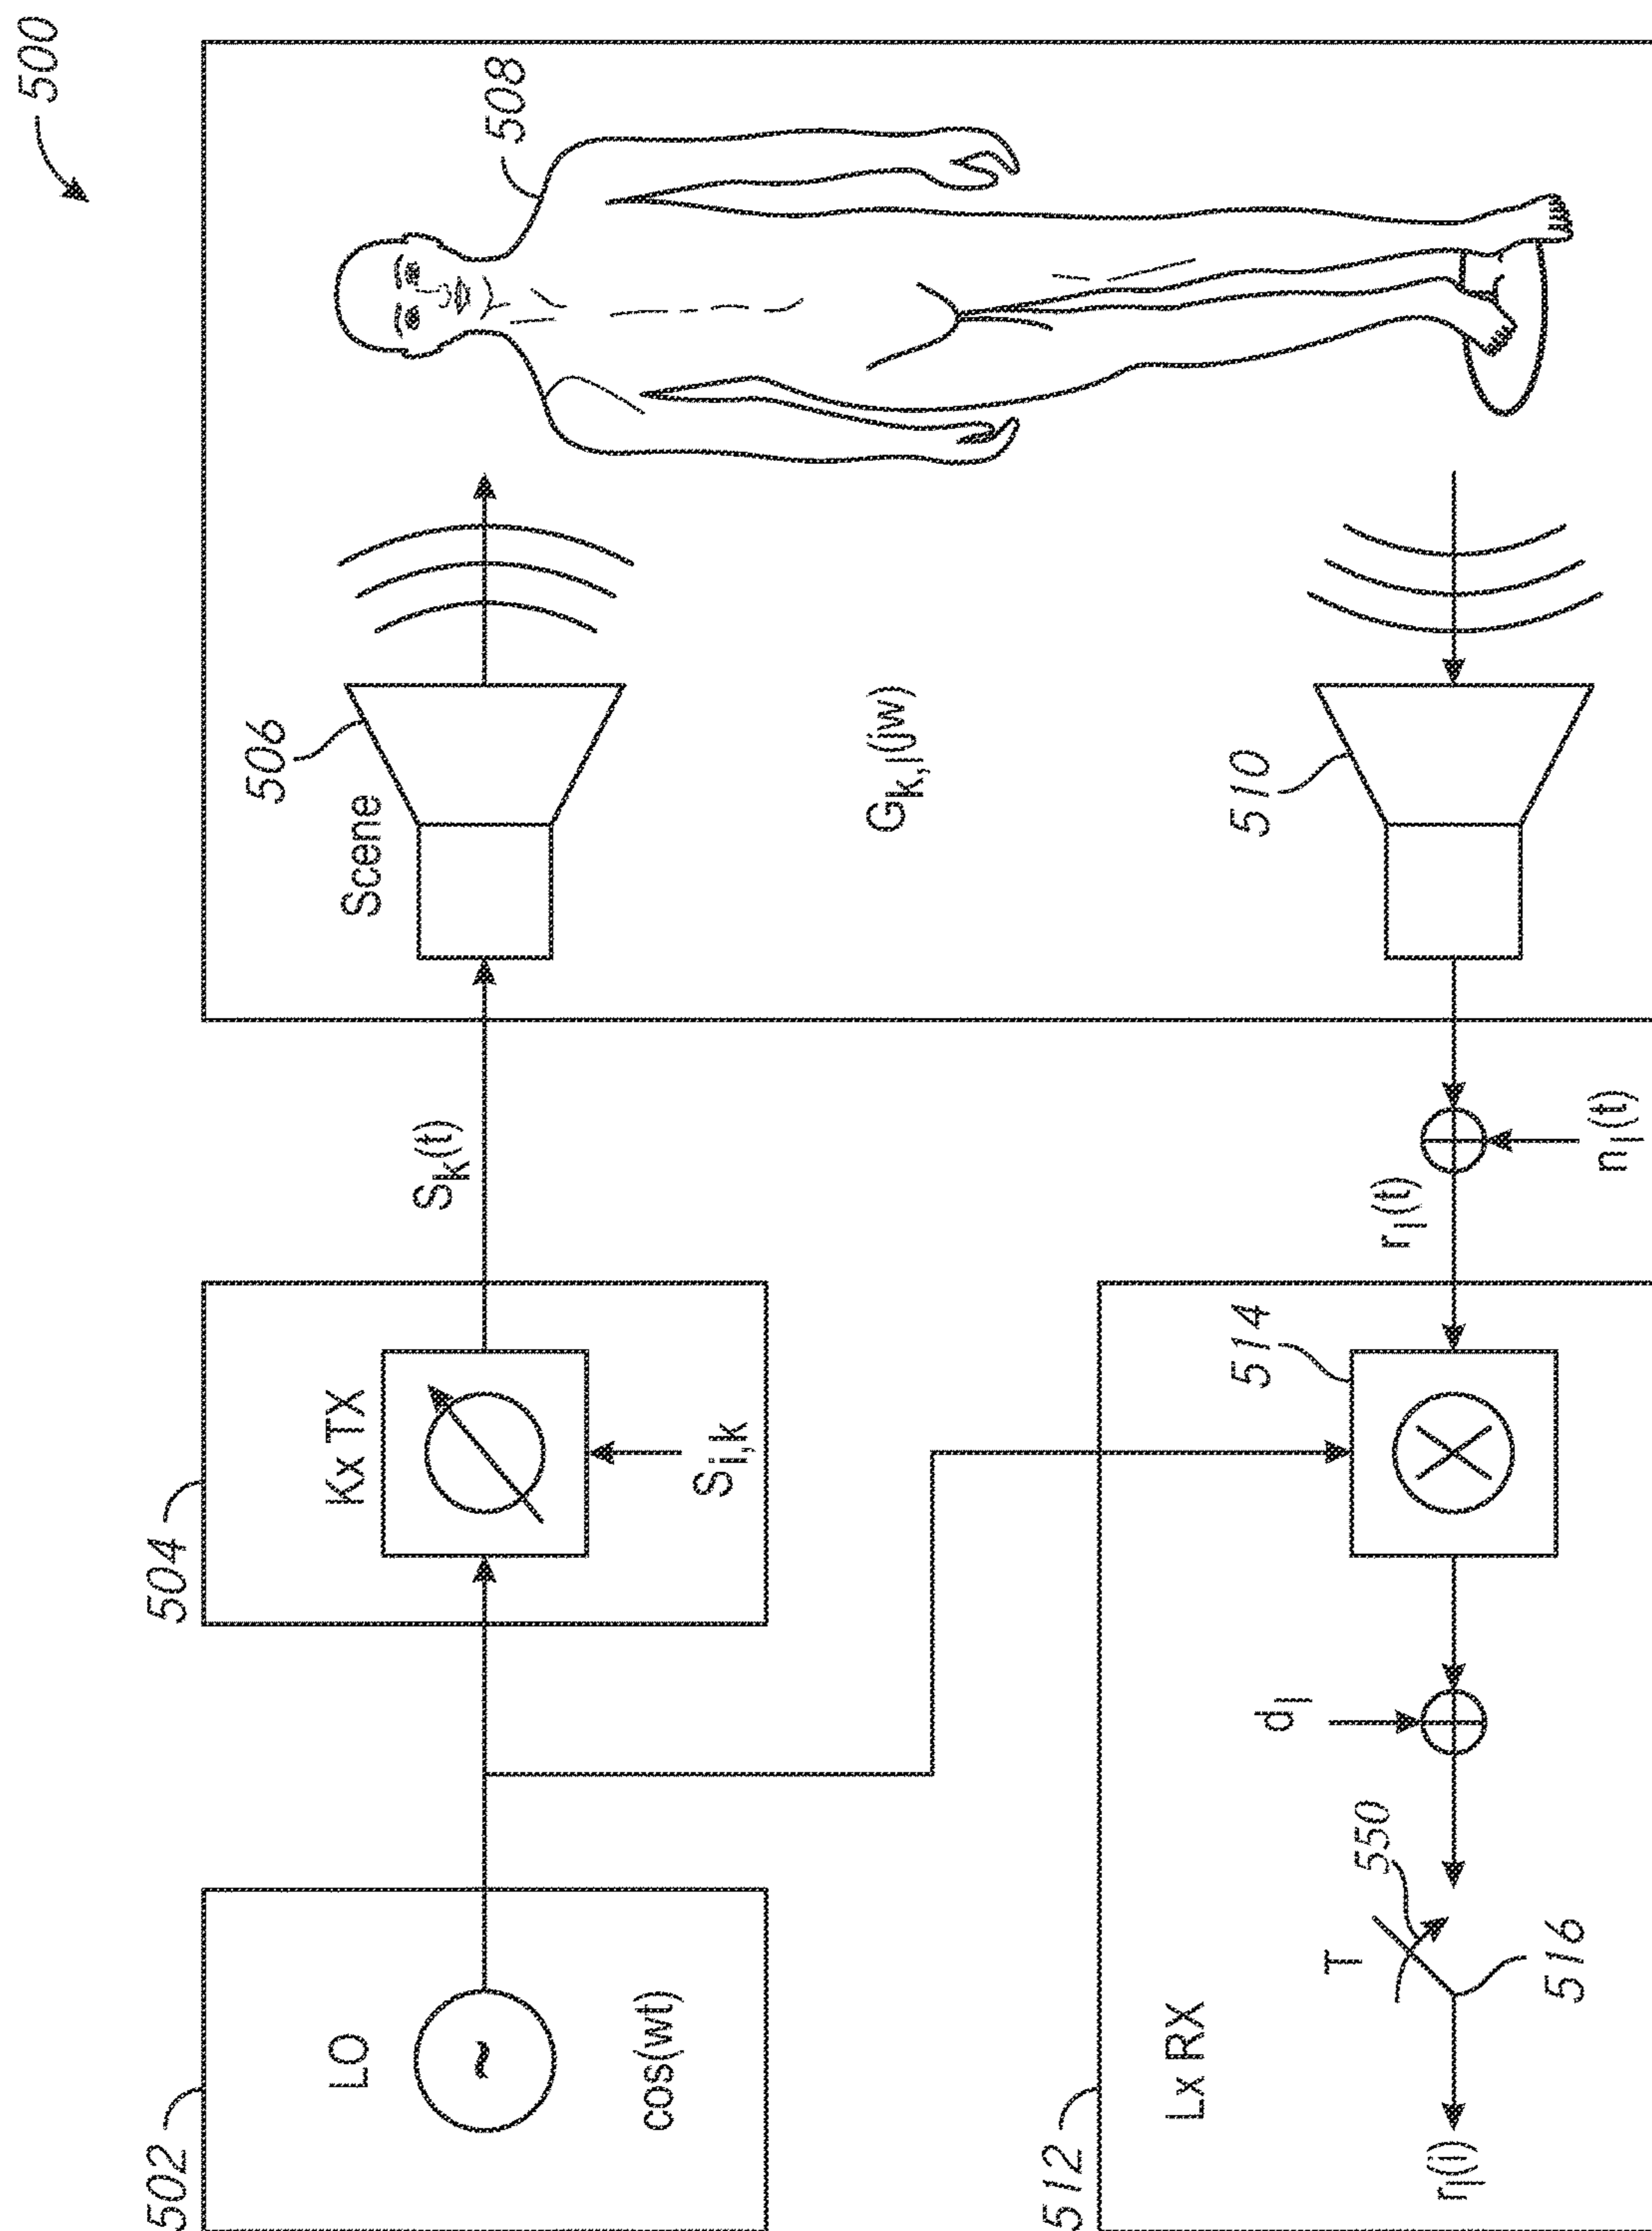 500
502
LO
cos(wt)
504
Kx TX
S_{i,k}
S_k(t)
Scene
506
508
G_{k,l}(jw)
510
n_l(t)
r_l(t)
512
Lx RX
514
d_l
T
550
516
r_l(i)